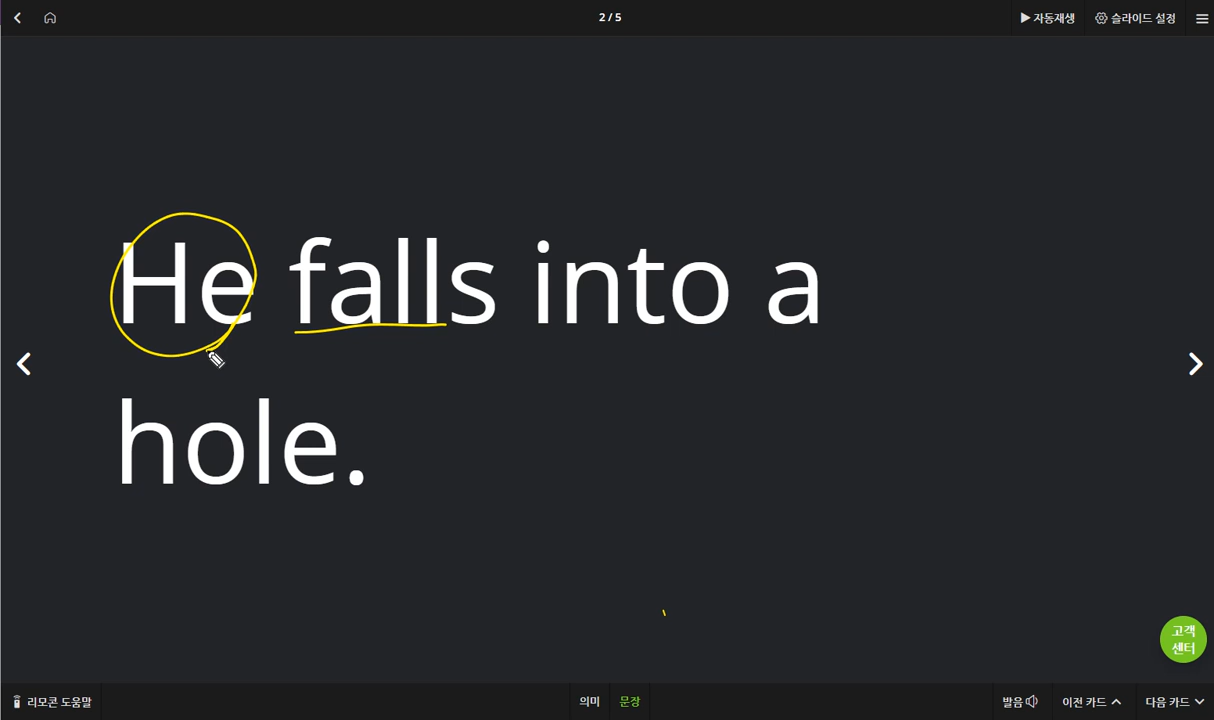 2 / 5
자동재생
슬라이드 설정
He falls into a
hole.
고객
센터
리모콘 도움말
의미
문장
발음
이전 카드
다음 카드